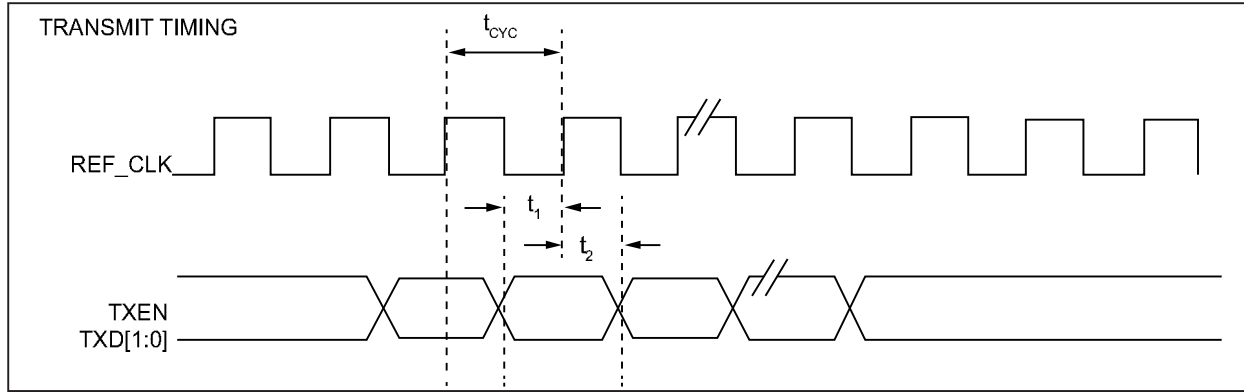 TRANSMIT TIMING
tCYC
REF_CLK
t1
t2
TXEN
TXD[1:0]